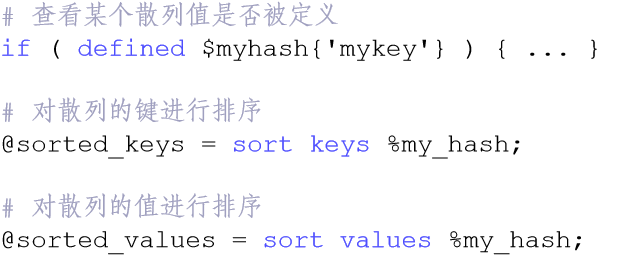 # 查看某个散列值是否被定义
if ( defined $myhash{'mykey'} ) { ... }
# 对散列的键进行排序
@sorted_keys = sort keys %my_hash;
# 对散列的值进行排序
@sorted_values = sort values %my_hash;